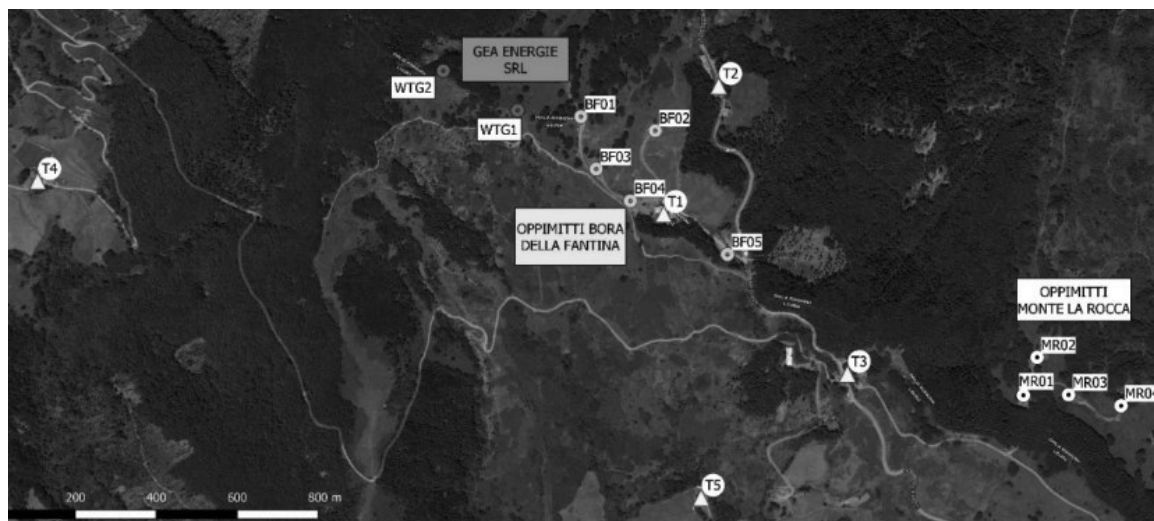 GEA ENERGIE
SRL
WTG2
WTG1
BF01
BF02
T2
BF03
T4
BF04
T1
OPPIMITTI BORA
DELLA FANTINA
BF05
OPPIMITTI
MONTE LA ROCCA
MR02
T3
MR01
MR03
MR04
T5
200 400 600 800 m